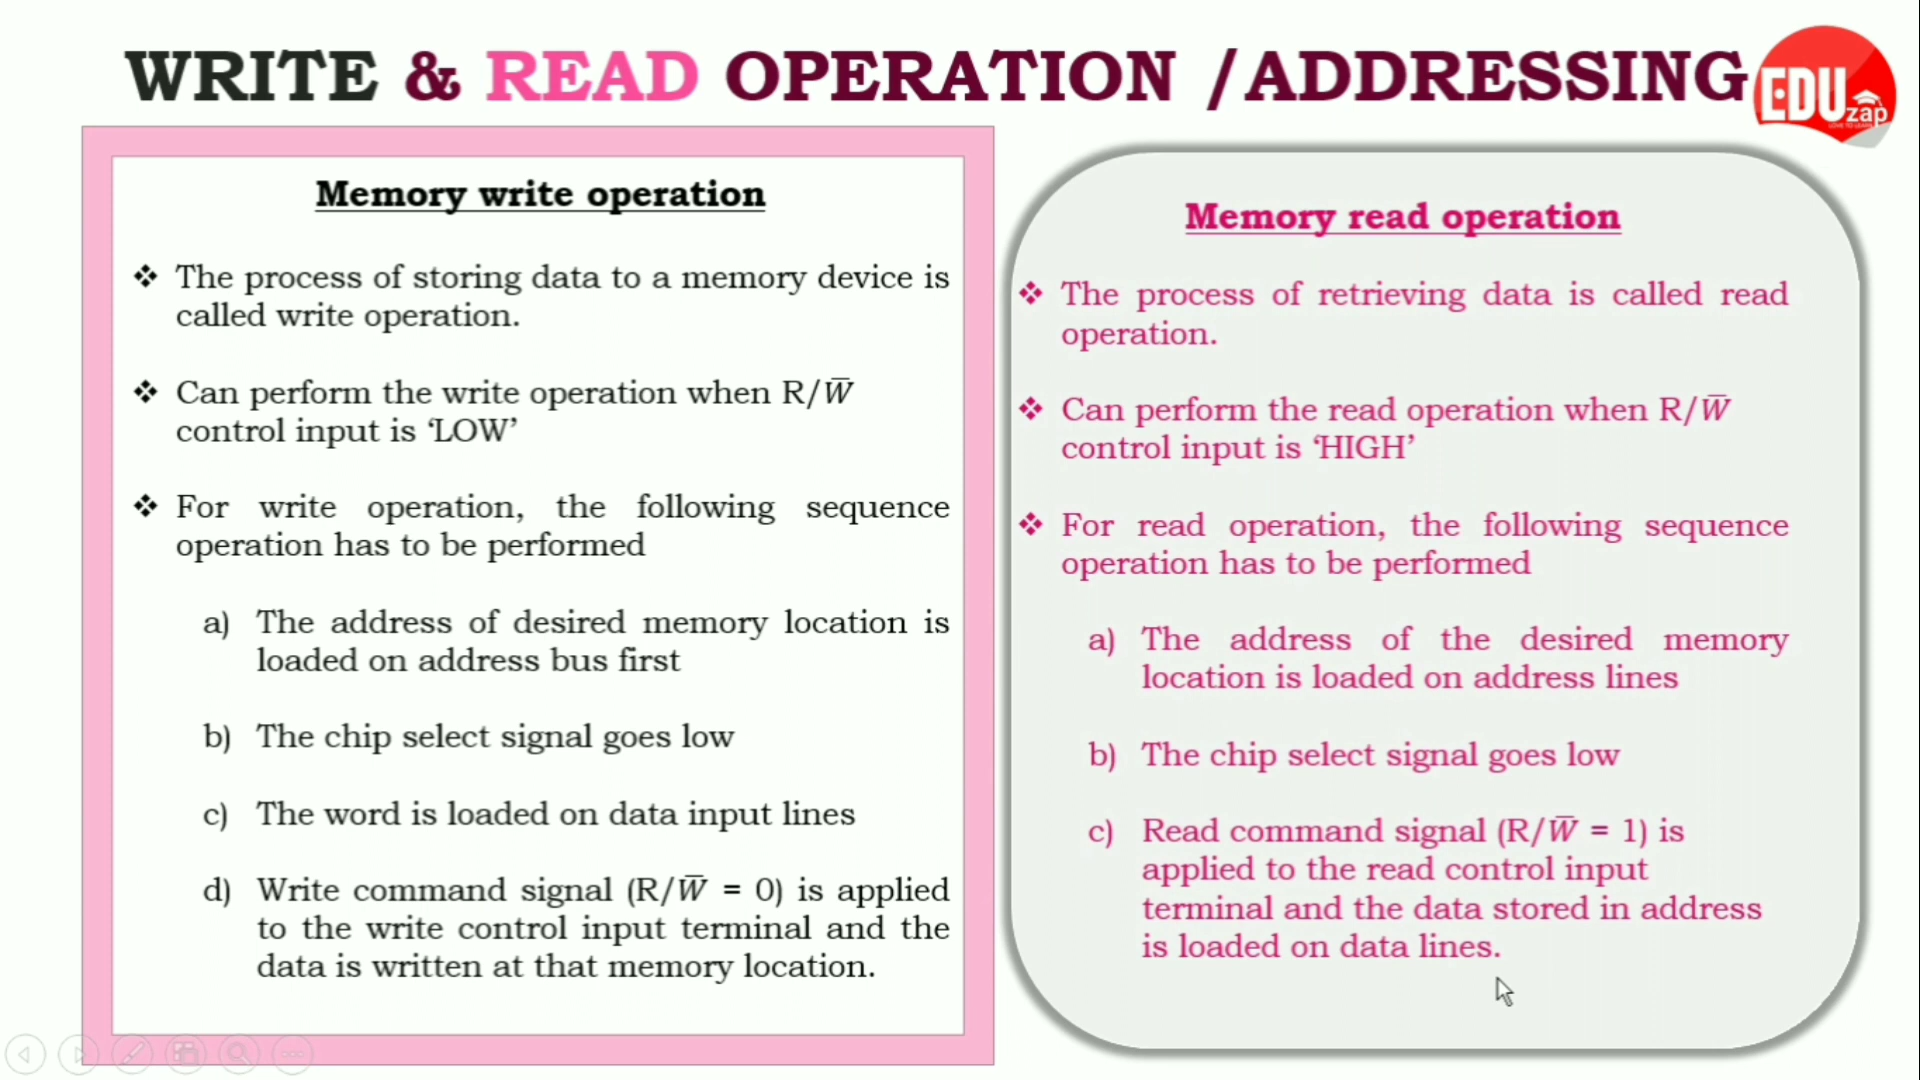 WRITE & READ OPERATION /ADDRESSING
EDU
zap
Memory write operation
❖ The process of storing data to a memory device is
called write operation.
❖ Can perform the write operation when R/W̅
control input is ‘LOW’
❖ For write operation, the following sequence
operation has to be performed
a) The address of desired memory location is
loaded on address bus first
b) The chip select signal goes low
c) The word is loaded on data input lines
d) Write command signal (R/W̅ = 0) is applied
to the write control input terminal and the
data is written at that memory location.
Memory read operation
❖ The process of retrieving data is called read
operation.
❖ Can perform the read operation when R/W̅
control input is ‘HIGH’
❖ For read operation, the following sequence
operation has to be performed
a) The address of the desired memory
location is loaded on address lines
b) The chip select signal goes low
c) Read command signal (R/W̅ = 1) is
applied to the read control input
terminal and the data stored in address
is loaded on data lines.